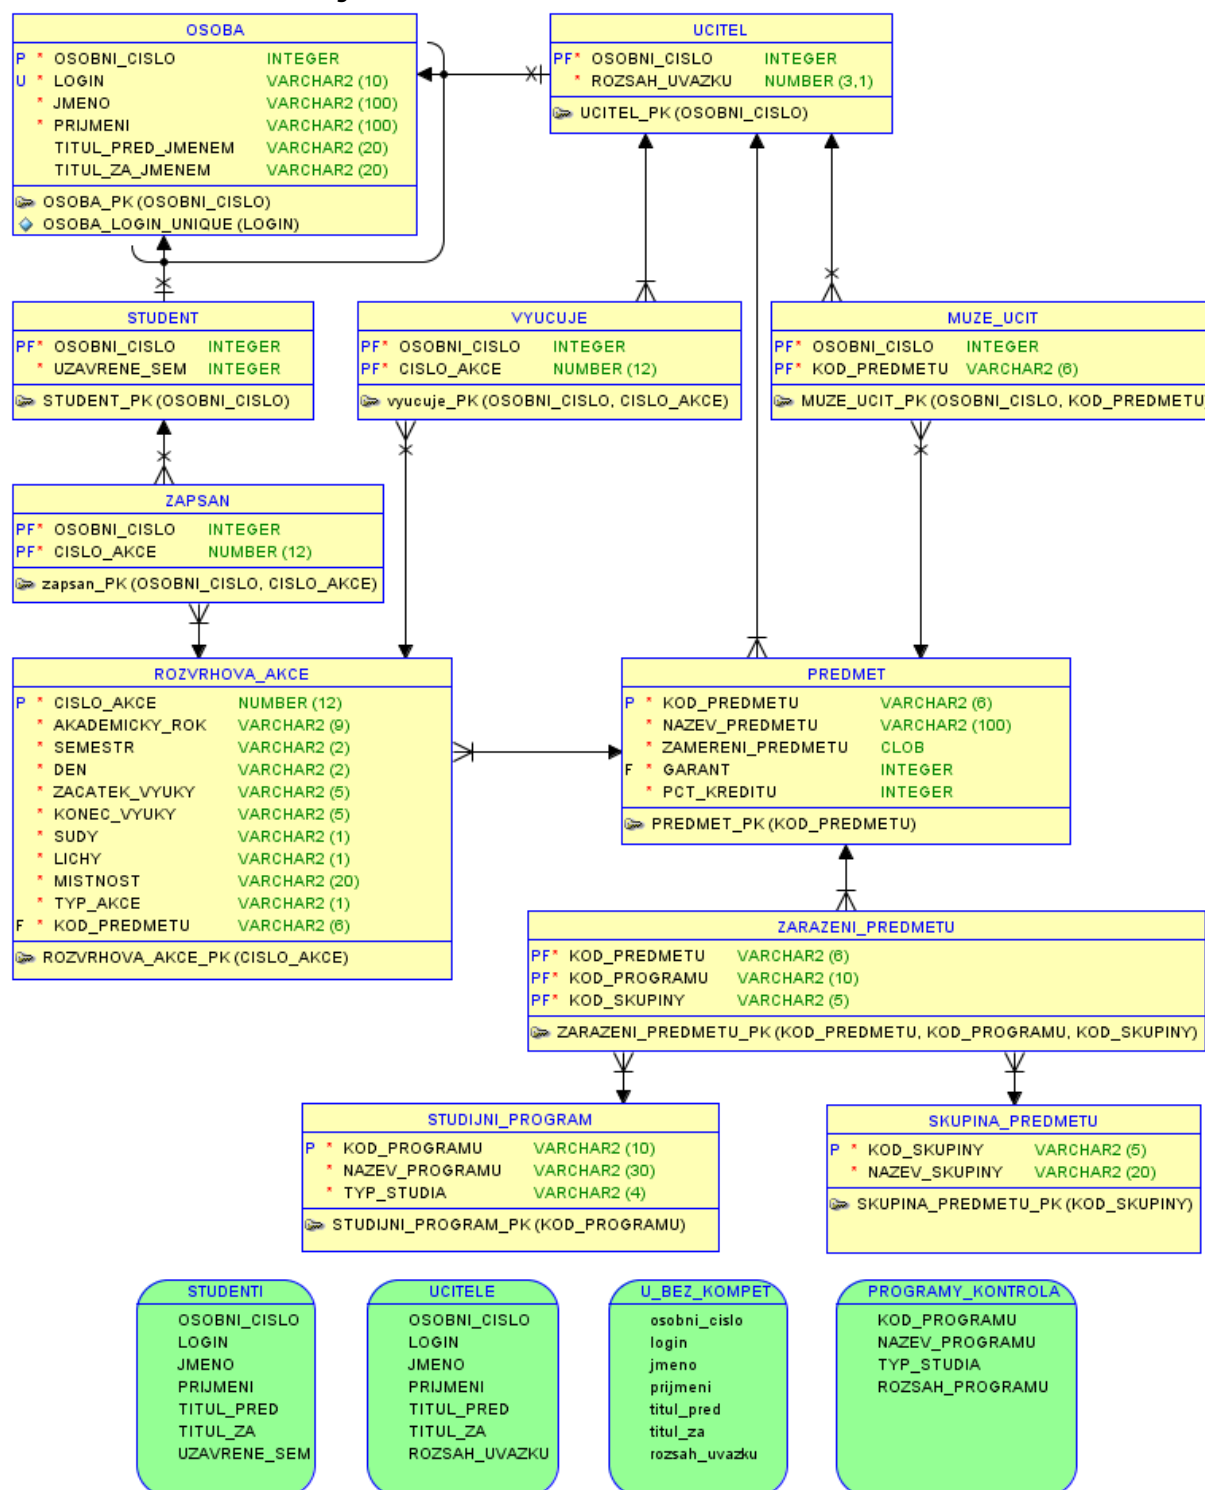 OSOBA
P * OSOBNI_CISLO INTEGER
U * LOGIN VARCHAR2 (10)
* JMENO VARCHAR2 (100)
* PRIJMENI VARCHAR2 (100)
TITUL_PRED_JMENEM VARCHAR2 (20)
TITUL_ZA_JMENEM VARCHAR2 (20)
OSOBA_PK (OSOBNI_CISLO)
OSOBA_LOGIN_UNIQUE (LOGIN)
UCITEL
PF* OSOBNI_CISLO INTEGER
* ROZSAH_UVAZKU NUMBER (3,1)
UCITEL_PK (OSOBNI_CISLO)
STUDENT
PF* OSOBNI_CISLO INTEGER
* UZAVRENE_SEM INTEGER
STUDENT_PK (OSOBNI_CISLO)
VYUCUJE
PF* OSOBNI_CISLO INTEGER
PF* CISLO_AKCE NUMBER (12)
vyucuje_PK (OSOBNI_CISLO, CISLO_AKCE)
MUZE_UCIT
PF* OSOBNI_CISLO INTEGER
PF* KOD_PREDMETU VARCHAR2 (6)
MUZE_UCIT_PK (OSOBNI_CISLO, KOD_PREDMETU)
ZAPSAN
PF* OSOBNI_CISLO INTEGER
PF* CISLO_AKCE NUMBER (12)
zapsan_PK (OSOBNI_CISLO, CISLO_AKCE)
ROZVRHOVA_AKCE
P * CISLO_AKCE NUMBER (12)
* AKADEMICKY_ROK VARCHAR2 (9)
* SEMESTR VARCHAR2 (2)
* DEN VARCHAR2 (2)
* ZACATEK_VYUKY VARCHAR2 (5)
* KONEC_VYUKY VARCHAR2 (5)
* SUDY VARCHAR2 (1)
* LICHY VARCHAR2 (1)
* MISTNOST VARCHAR2 (20)
* TYP_AKCE VARCHAR2 (1)
F * KOD_PREDMETU VARCHAR2 (6)
ROZVRHOVA_AKCE_PK (CISLO_AKCE)
PREDMET
P * KOD_PREDMETU VARCHAR2 (6)
* NAZEV_PREDMETU VARCHAR2 (100)
* ZAMERENI_PREDMETU CLOB
F * GARANT INTEGER
* PCT_KREDITU INTEGER
PREDMET_PK (KOD_PREDMETU)
ZARAZENI_PREDMETU
PF* KOD_PREDMETU VARCHAR2 (6)
PF* KOD_PROGRAMU VARCHAR2 (10)
PF* KOD_SKUPINY VARCHAR2 (5)
ZARAZENI_PREDMETU_PK (KOD_PREDMETU, KOD_PROGRAMU, KOD_SKUPINY)
STUDIJNI_PROGRAM
P * KOD_PROGRAMU VARCHAR2 (10)
* NAZEV_PROGRAMU VARCHAR2 (30)
* TYP_STUDIA VARCHAR2 (4)
STUDIJNI_PROGRAM_PK (KOD_PROGRAMU)
SKUPINA_PREDMETU
P * KOD_SKUPINY VARCHAR2 (5)
* NAZEV_SKUPINY VARCHAR2 (20)
SKUPINA_PREDMETU_PK (KOD_SKUPINY)
STUDENTI
OSOBNI_CISLO
LOGIN
JMENO
PRIJMENI
TITUL_PRED
TITUL_ZA
UZAVRENE_SEM
UCITELE
OSOBNI_CISLO
LOGIN
JMENO
PRIJMENI
TITUL_PRED
TITUL_ZA
ROZSAH_UVAZKU
U_BEZ_KOMPET
osobni_cislo
login
jmeno
prijmeni
titul_pred
titul_za
rozsah_uvazku
PROGRAMY_KONTROLA
KOD_PROGRAMU
NAZEV_PROGRAMU
TYP_STUDIA
ROZSAH_PROGRAMU